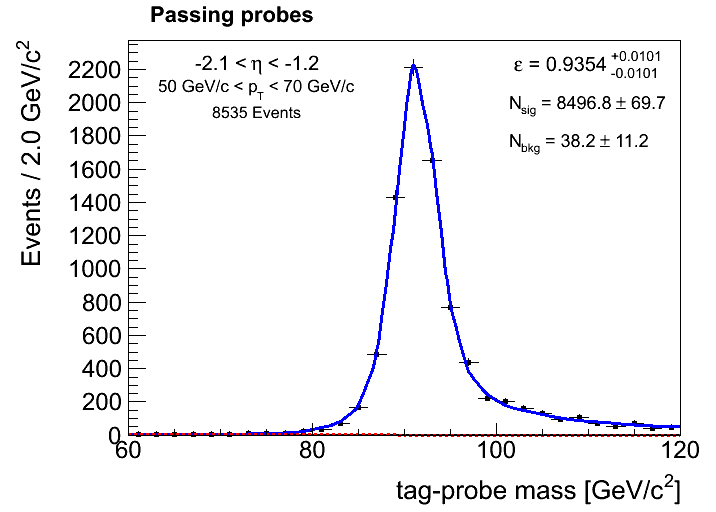 Passing probes
-2.1 < η < -1.2
50 GeV/c < p_T < 70 GeV/c
8535 Events
ε = 0.9354 +0.0101 -0.0101
N_sig = 8496.8 ± 69.7
N_bkg = 38.2 ± 11.2
Events / 2.0 GeV/c²
2200
2000
1800
1600
1400
1200
1000
800
600
400
200
0
60 80 100 120
tag-probe mass [GeV/c²]